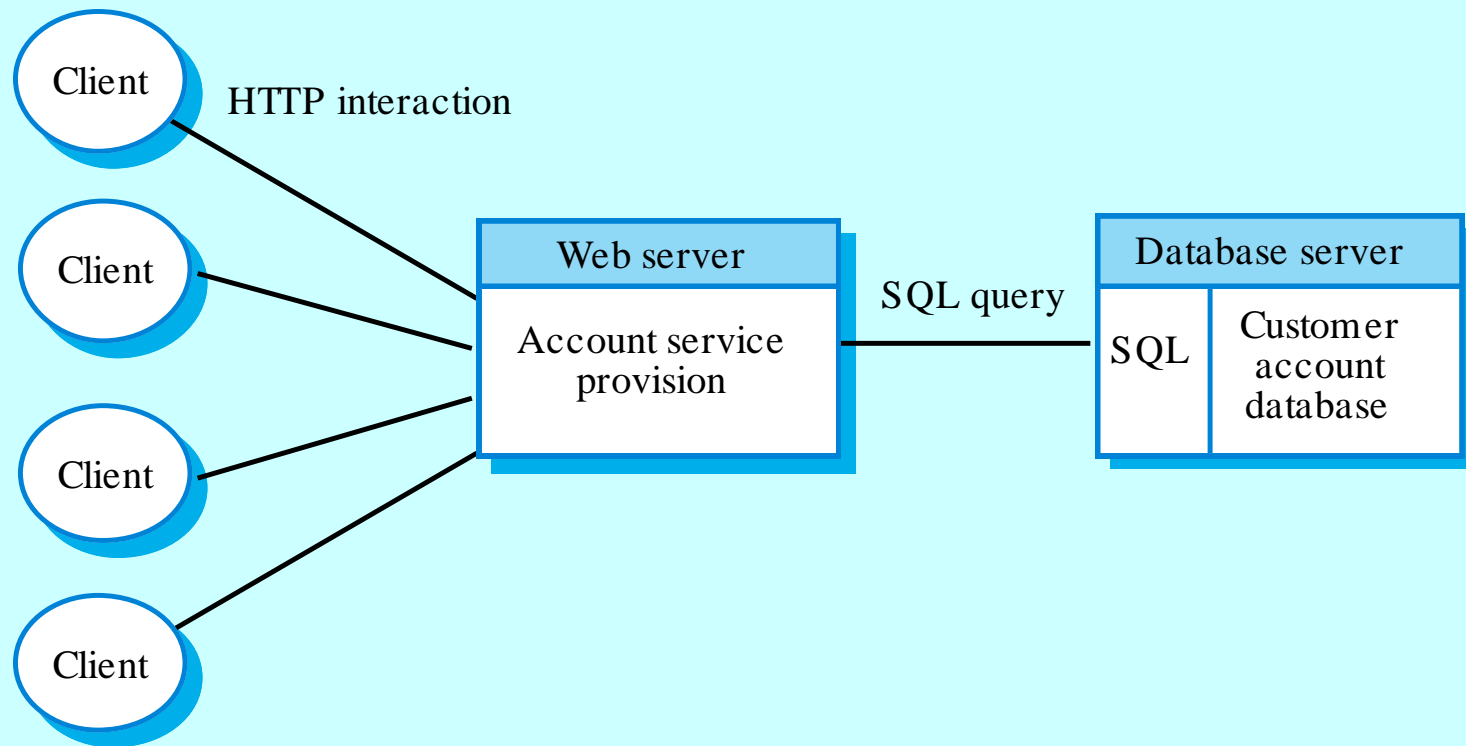 Client
HTTP interaction
Client
Client
Client
Web server
Account service
provision
SQL query
Database server
SQL
Customer
account
database